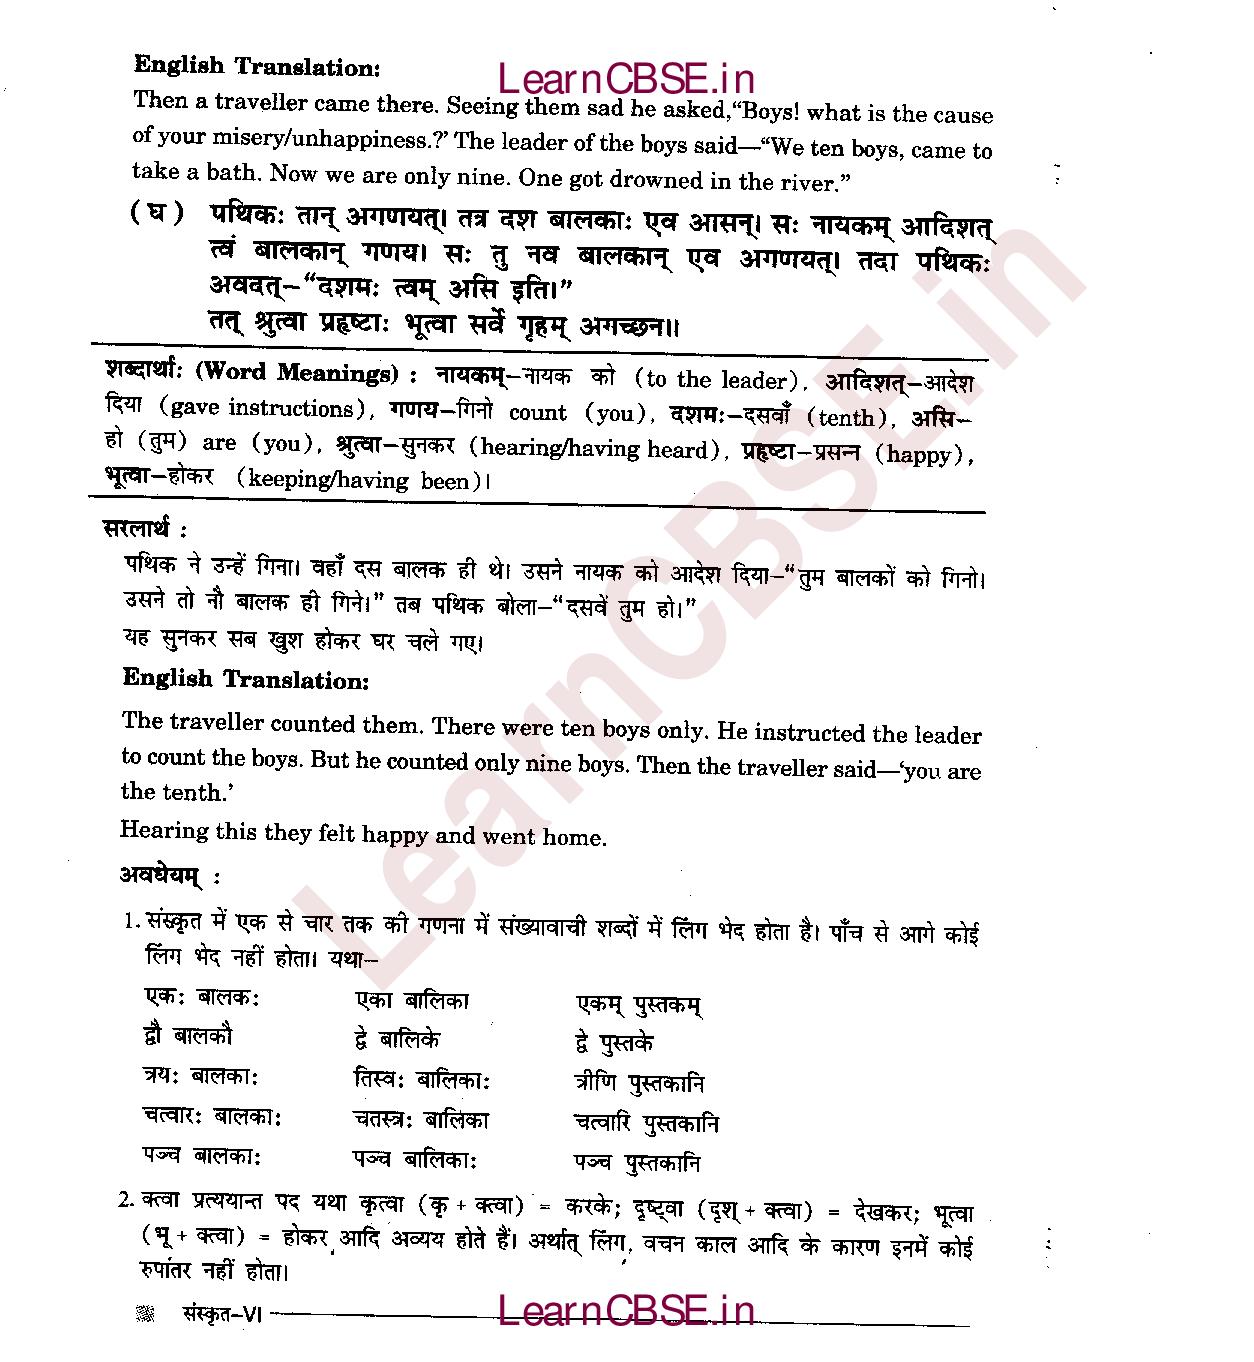 LearnCBSE.in
English Translation:
Then a traveller came there. Seeing them sad he asked,“Boys! what is the cause
of your misery/unhappiness.?’ The leader of the boys said—“We ten boys, came to
take a bath. Now we are only nine. One got drowned in the river.”
(घ) पथिकः तान् अगणयत्। तत्र दश बालकाः एव आसन्। सः नायकम् आदिशत्
त्वं बालकान् गणय। सः तु नव बालकान् एव अगणयत्। तदा पथिकः
अवदत्–“दशमः त्वम् असि इति।”
तत् श्रुत्वा प्रहृष्टाः भूत्वा सर्वे गृहम् अगच्छन॥
शब्दार्थाः (Word Meanings) : नायकम्–नायक को (to the leader), आदिशत्–आदेश
दिया (gave instructions), गणय–गिनो count (you), दशमः–दसवाँ (tenth), असि–
हो (तुम) are (you), श्रुत्वा–सुनकर (hearing/having heard), प्रहृष्टा–प्रसन्न (happy),
भूत्वा–होकर (keeping/having been)।
सरलार्थ :
पथिक ने उन्हें गिना। वहाँ दस बालक ही थे। उसने नायक को आदेश दिया–“तुम बालकों को गिनो।
उसने तो नौ बालक ही गिने।” तब पथिक बोला–“दसवें तुम हो।”
यह सुनकर सब खुश होकर घर चले गए।
English Translation:
The traveller counted them. There were ten boys only. He instructed the leader
to count the boys. But he counted only nine boys. Then the traveller said—‘you are
the tenth.’
Hearing this they felt happy and went home.
अवधेयम् :
1. संस्कृत में एक से चार तक की गणना में संख्यावाची शब्दों में लिंग भेद होता है। पाँच से आगे कोई
लिंग भेद नहीं होता। यथा–
एकः बालकः एका बालिका एकम् पुस्तकम्
द्वौ बालकौ द्वे बालिके द्वे पुस्तके
त्रयः बालकाः तिस्त्रः बालिकाः त्रीणि पुस्तकानि
चत्वारः बालकाः चतस्त्रः बालिका चत्वारि पुस्तकानि
पञ्च बालकाः पञ्च बालिकाः पञ्च पुस्तकानि
2. क्त्वा प्रत्ययान्त पद यथा कृत्वा (कृ + क्त्वा) = करके; दृष्ट्वा (दृश् + क्त्वा) = देखकर; भूत्वा
(भू + क्त्वा) = होकर आदि अव्यय होते हैं। अर्थात् लिंग, वचन काल आदि के कारण इनमें कोई
रुपांतर नहीं होता।
संस्कृत–VI
LearnCBSE.in
LearnCBSE.in